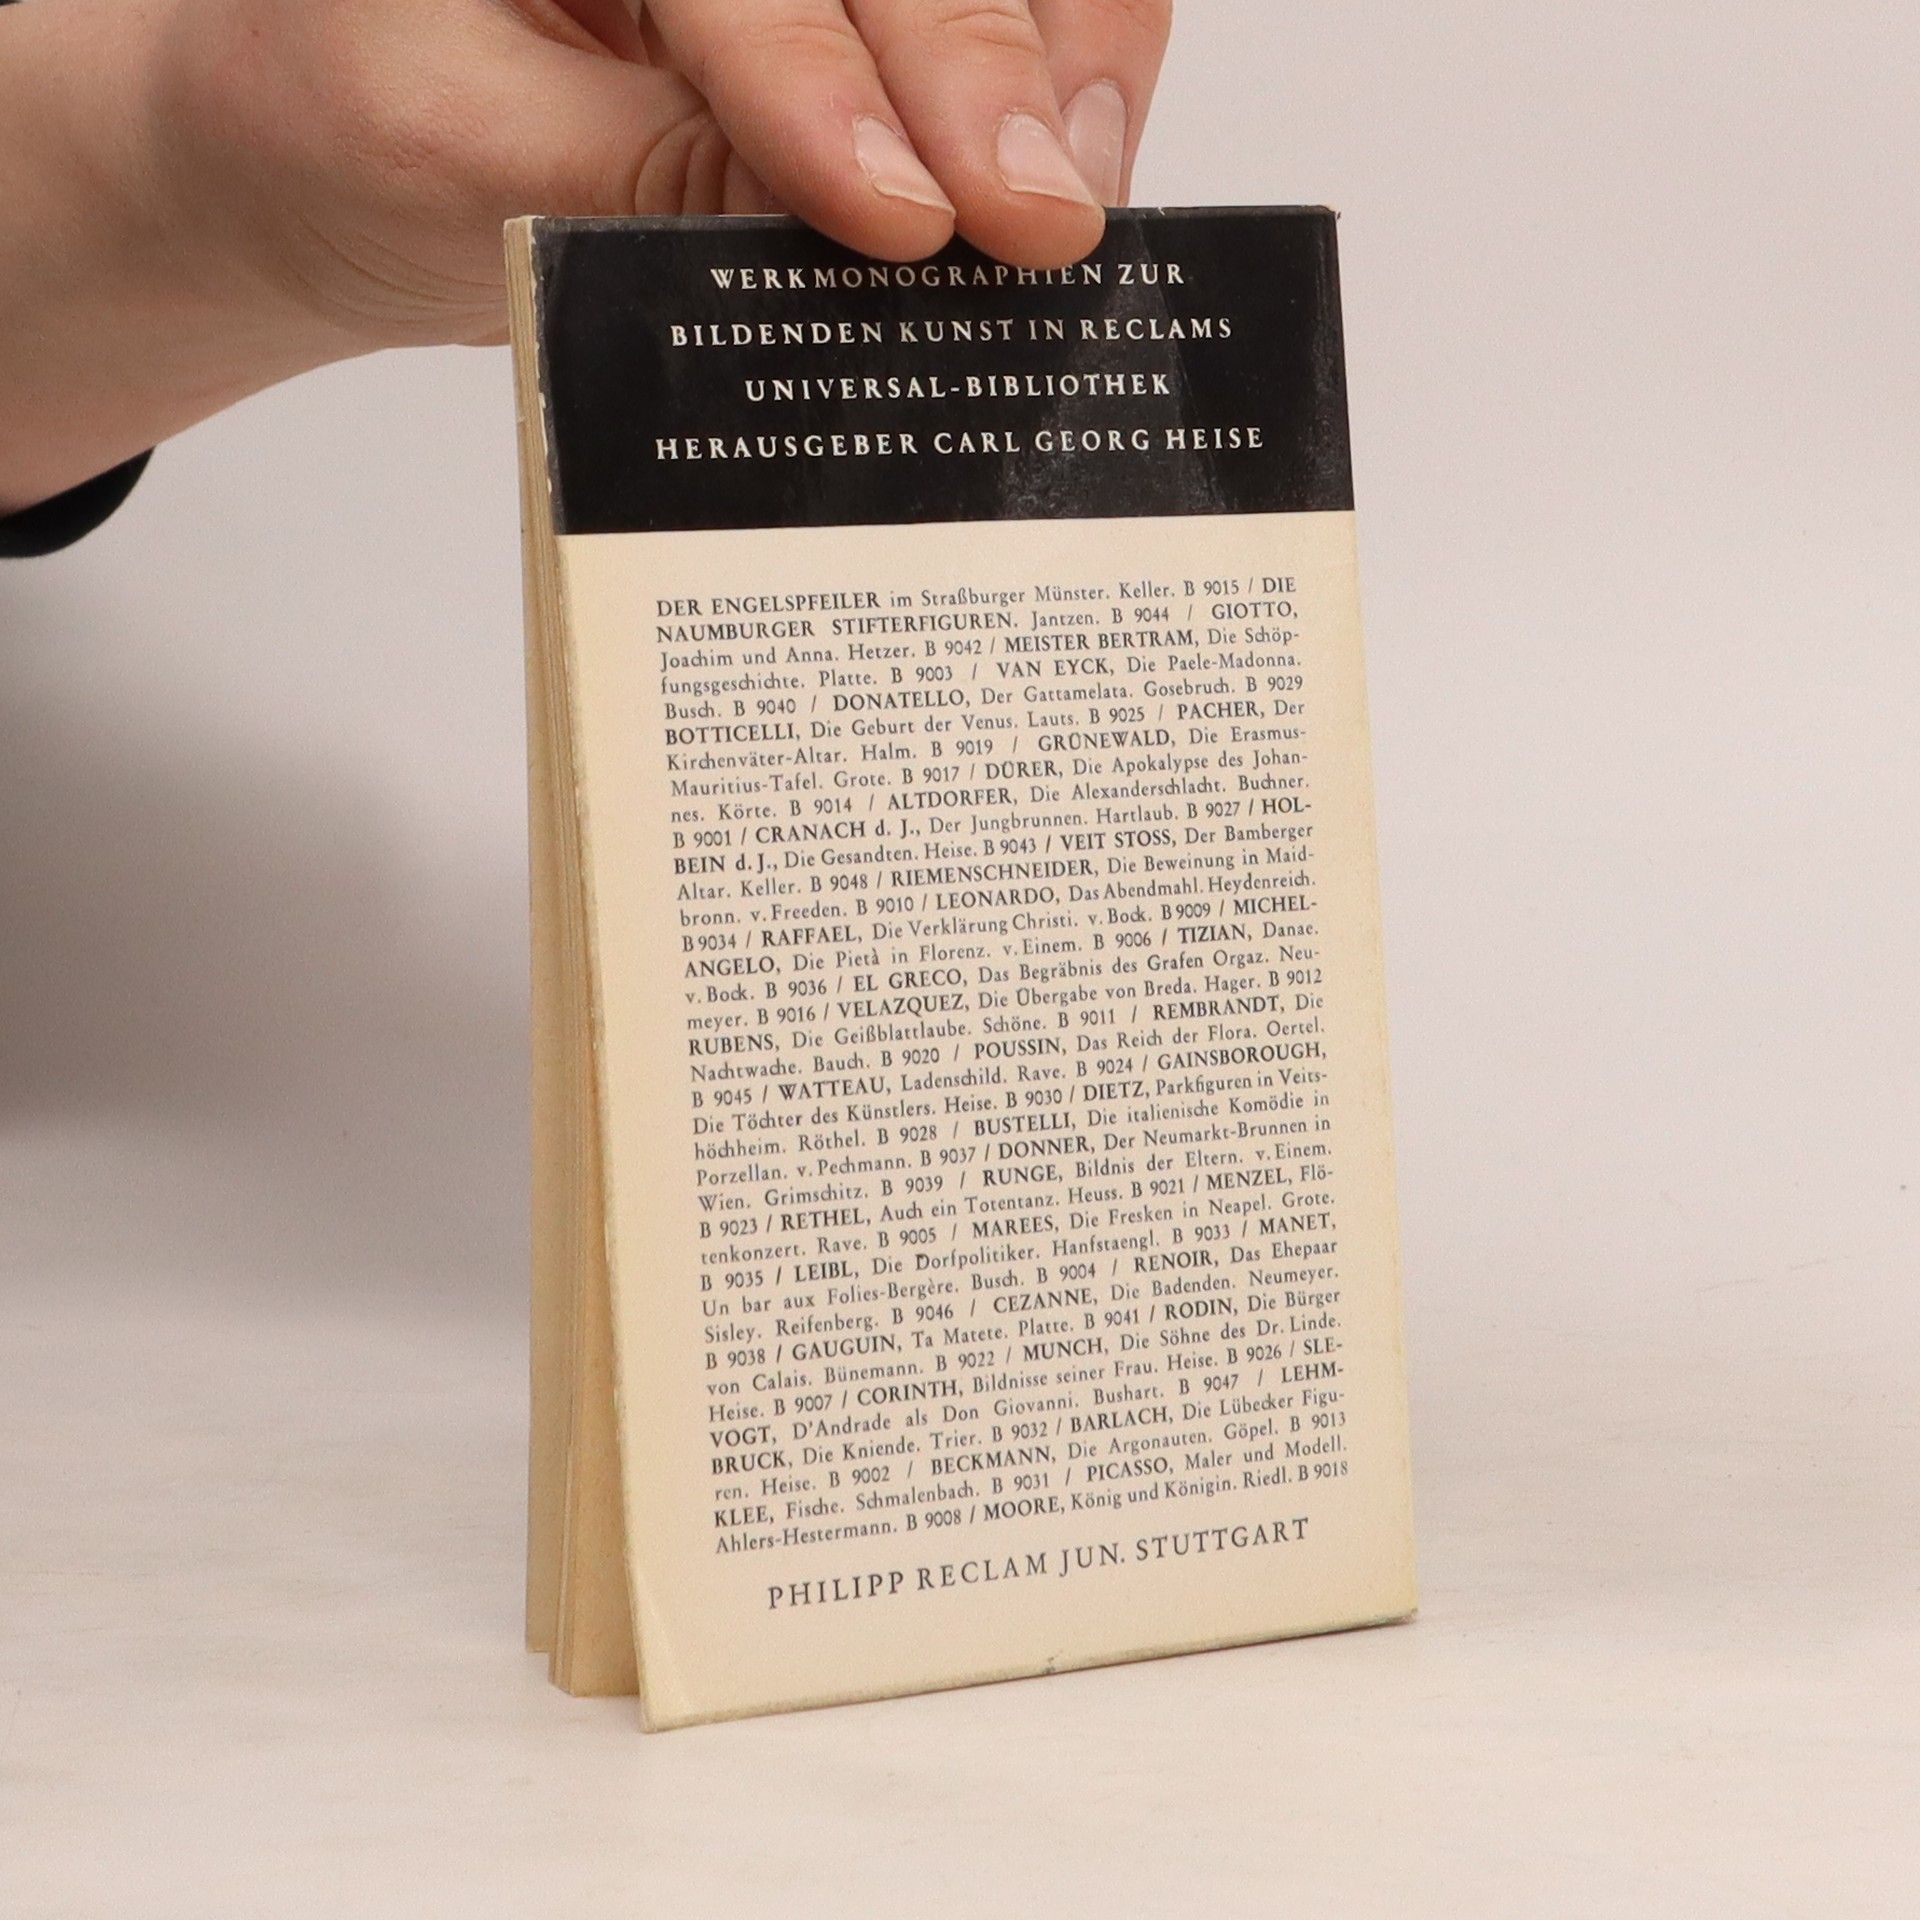 WERKMONOGRAPHIEN ZUR
BILDENDEN KUNST IN RECLAMS
UNIVERSAL-BIBLIOTHEK
HERAUSGEBER CARL GEORG HEISE
DER ENGELSPFEILER im Straßburger Münster. Keller. B 9015 / DIE
NAUMBURGER STIFTERFIGUREN. Jantzen. B 9044 / GIOTTO,
Joachim und Anna. Hetzer. B 9042 / MEISTER BERTRAM, Die Schöp-
fungsgeschichte. Platte. B 9003 / VAN EYCK, Die Paele-Madonna.
Busch. B 9040 / DONATELLO, Der Gattamelata. Gosebruch. B 9029
BOTTICELLI, Die Geburt der Venus. Lauts. B 9025 / PACHER, Der
Kirchenväter-Altar. Halm. B 9019 / GRÜNEWALD, Die Erasmus-
Mauritius-Tafel. Grote. B 9017 / DÜRER, Die Apokalypse des Johan-
nes. Körte. B 9014 / ALTDORFER, Die Alexanderschlacht. Buchner.
B 9001 / CRANACH d. J., Der Jungbrunnen. Hartlaub. B 9027 / HOL-
BEIN d. J., Die Gesandten. Heise. B 9043 / VEIT STOSS, Der Bamberger
Altar. Keller. B 9048 / RIEMENSCHNEIDER, Die Beweinung in Maid-
bronn. v. Freeden. B 9010 / LEONARDO, Das Abendmahl. Heydenreich.
B 9034 / RAFFAEL, Die Verklärung Christi. v. Bock. B 9009 / MICHEL-
ANGELO, Die Pietà in Florenz. v. Einem. B 9006 / TIZIAN, Danae.
v. Bock. B 9036 / EL GRECO, Das Begräbnis des Grafen Orgaz. Neu-
meyer. B 9016 / VELAZQUEZ, Die Übergabe von Breda. Hager. B 9012
RUBENS, Die Geißblattlaube. Schöne. B 9011 / REMBRANDT, Die
Nachtwache. Bauch. B 9020 / POUSSIN, Das Reich der Flora. Oertel.
B 9045 / WATTEAU, Ladenschild. Rave. B 9024 / GAINSBOROUGH,
Die Töchter des Künstlers. Heise. B 9030 / DIETZ, Parkfiguren in Veits-
höchheim. Röthel. B 9028 / BUSTELLI, Die italienische Komödie in
Porzellan. v. Pechmann. B 9037 / DONNER, Der Neumarkt-Brunnen in
Wien. Grimschitz. B 9039 / RUNGE, Bildnis der Eltern. v. Einem.
B 9023 / RETHEL, Auch ein Totentanz. Heuss. B 9021 / MENZEL, Flö-
tenkonzert. Rave. B 9005 / MAREES, Die Fresken in Neapel. Grote.
B 9035 / LEIBL, Die Dorfpolitiker. Hanfstaengl. B 9033 / MANET,
Un bar aux Folies-Bergère. Busch. B 9004 / RENOIR, Das Ehepaar
Sisley. Reifenberg. B 9046 / CEZANNE, Die Badenden. Neumeyer.
B 9038 / GAUGUIN, Ta Matete. Platte. B 9041 / RODIN, Die Bürger
von Calais. Bünemann. B 9022 / MUNCH, Die Söhne des Dr. Linde.
Heise. B 9007 / CORINTH, Bildnisse seiner Frau. Heise. B 9026 / SLE-
VOGT, D'Andrade als Don Giovanni. Bushart. B 9047 / LEHM-
BRUCK, Die Kniende. Trier. B 9032 / BARLACH, Die Lübecker Figu-
ren. Heise. B 9002 / BECKMANN, Die Argonauten. Göpel. B 9013
KLEE, Fische. Schmalenbach. B 9031 / PICASSO, Maler und Modell.
Ahlers-Hestermann. B 9008 / MOORE, König und Königin. Riedl. B 9018
PHILIPP RECLAM JUN. STUTTGART